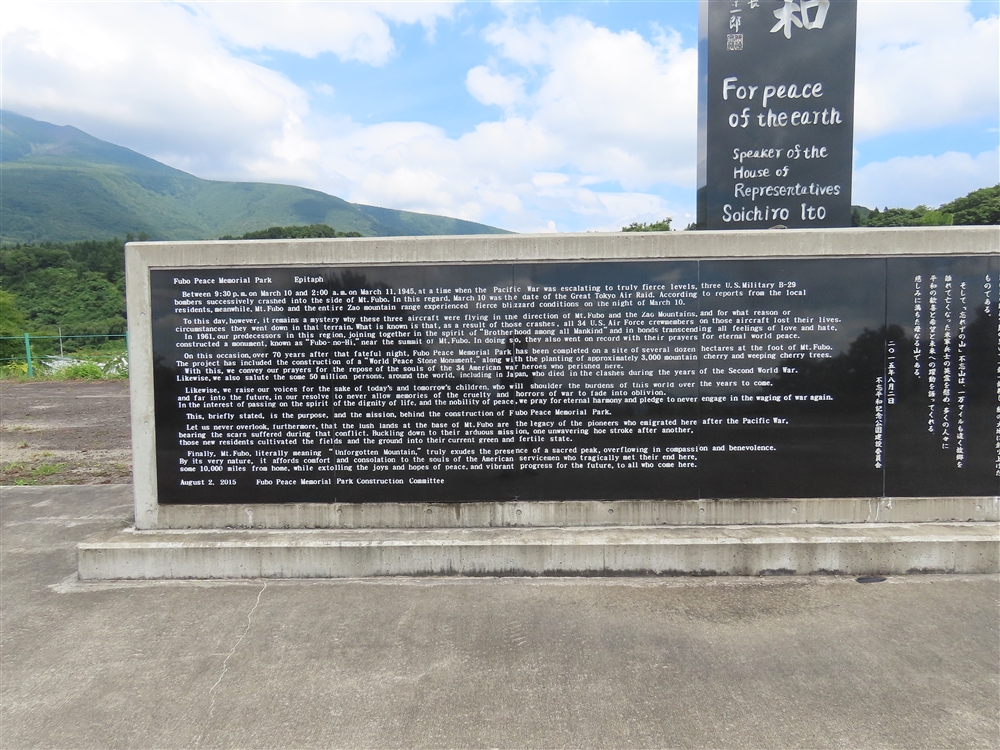 和
長
一郎
For peace
of the earth
Speaker of the
House of
Representatives
Soichiro Ito
Fubo Peace Memorial Park Epitaph
Between 9:30 p.m. on March 10 and 2:00 a.m. on March 11, 1945, at a time when the Pacific War was escalating to truly fierce levels, three U.S. Military B-29
bombers successively crashed into the side of Mt. Fubo. In this regard, March 10 was the date of the Great Tokyo Air Raid. According to reports from the local
residents, meanwhile, Mt. Fubo and the entire Zao mountain range experienced fierce blizzard conditions on the night of March 10.
To this day, however, it remains a mystery why these three aircraft were flying in the direction of Mt. Fubo and the Zao Mountains, and for what reason or
circumstances they went down in that terrain. What is known is that, as a result of those crashes, all 34 U.S. Air Force crewmembers on those aircraft lost their lives.
In 1961, our predecessors in this region, joining together in the spirit of "Brotherhood among all Mankind" and in bonds transcending all feelings of love and hate,
constructed a monument, known as "Fubo-no-Hi," near the summit of Mt. Fubo. In doing so, they also went on record with their prayers for eternal world peace.
On this occasion, over 70 years after that fateful night, Fubo Peace Memorial Park has been completed on a site of several dozen hectares at the foot of Mt. Fubo.
The project has included the construction of a "World Peace Stone Monument," along with the planting of approximately 3,000 mountain cherry and weeping cherry trees.
With this, we convey our prayers for the repose of the souls of the 34 American war heroes who perished here.
Likewise, we also salute the some 50 million persons, around the world, including in Japan, who died in the clashes during the years of the Second World War.
Likewise, we raise our voices for the sake of today's and tomorrow's children, who will shoulder the burdens of this world over the years to come,
and far into the future, in our resolve to never allow memories of the cruelty and horrors of war to fade into oblivion.
In the interest of passing on the spirit of the dignity of life, and the nobility of peace, we pray for eternal harmony and pledge to never engage in the waging of war again.
This, briefly stated, is the purpose, and the mission, behind the construction of Fubo Peace Memorial Park.
Let us never overlook, furthermore, that the lush lands at the base of Mt. Fubo are the legacy of the pioneers who emigrated here after the Pacific War,
bearing the scars suffered during that conflict. Buckling down to their arduous mission, one unwavering hoe stroke after another,
those new residents cultivated the fields and the ground into their current green and fertile state.
Finally, Mt. Fubo, literally meaning "Unforgotten Mountain," truly exudes the presence of a sacred peak, overflowing in compassion and benevolence.
By its very nature, it affords comfort and consolation to the souls of the American servicemen who tragically met their end here,
some 10,000 miles from home, while extolling the joys and hopes of peace, and vibrant progress for the future, to all who come here.
August 2, 2015 Fubo Peace Memorial Park Construction Committee
ものである。
そして、"忘れずの山"不忘山は、一万マイルも遠く故郷を
離れて亡くなった米軍兵士の英霊を慰め、多くの人々に
平和の歓喜と希望と未来への躍動を語ってくれる
慈しみに満ちた母なる山である。
二〇一五年八月二日
不忘平和記念公園建設委員会